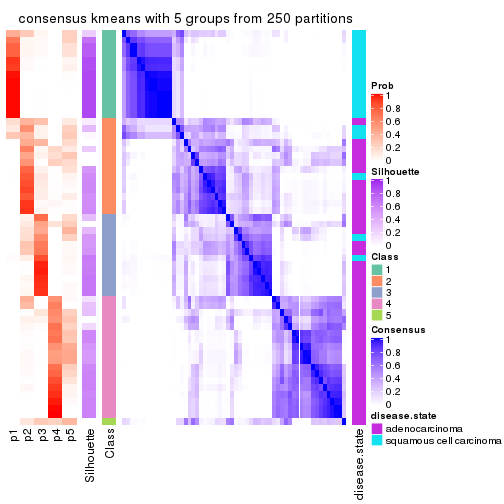 consensus kmeans with 5 groups from 250 partitions
Prob
1
0.8
0.6
0.4
0.2
0
Silhouette
1
0.8
0.6
0.4
0.2
0
Class
1
2
3
4
5
Consensus
1
0.8
0.6
0.4
0.2
0
disease.state
adenocarcinoma
squamous cell carcinoma
p1
p2
p3
p4
p5
Silhouette
Class
disease.state